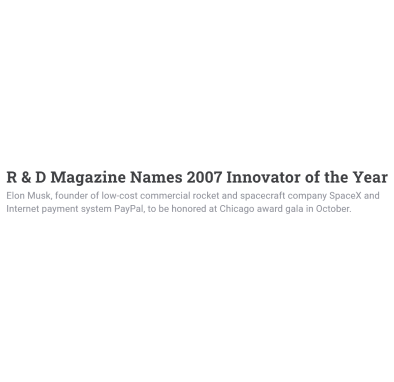 R & D Magazine Names 2007 Innovator of the Year
Elon Musk, founder of low-cost commercial rocket and spacecraft company SpaceX and
Internet payment system PayPal, to be honored at Chicago award gala in October.